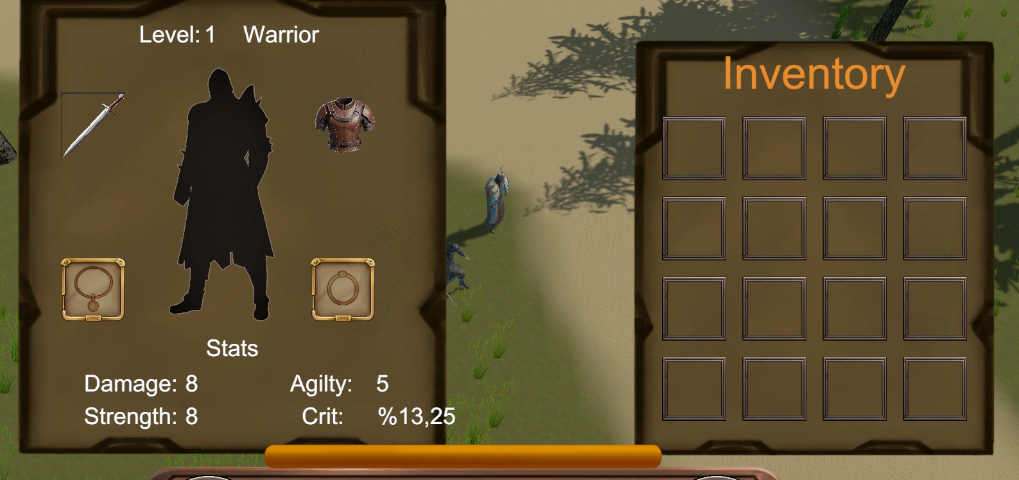 Level: 1 Warrior
Inventory
Stats
Damage: 8 Agilty: 5
Strength: 8 Crit: %13,25